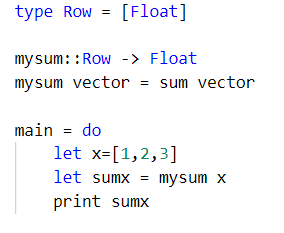 type Row = [Float]
mysum::Row -> Float
mysum vector = sum vector
main = do
let x=[1,2,3]
let sumx = mysum x
print sumx